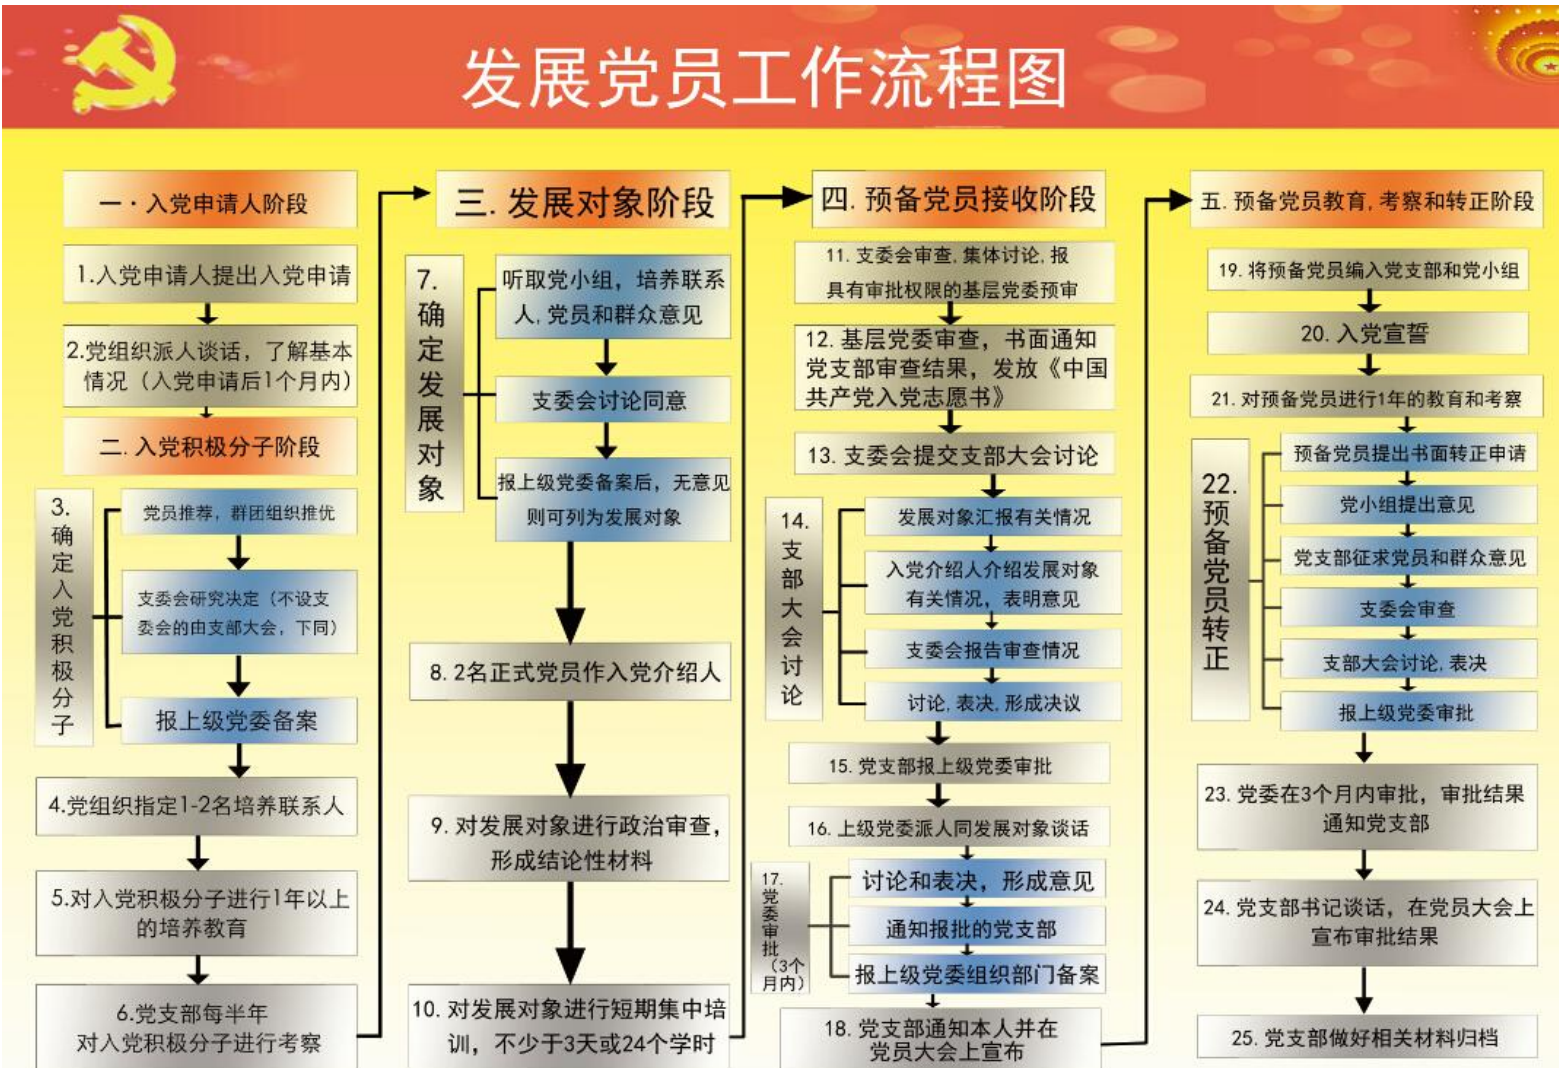 发展党员工作流程图
一·入党申请人阶段
1.入党申请人提出入党申请
2.党组织派人谈话，了解基本
情况（入党申请后1个月内）
二.入党积极分子阶段
3.
确
定
入
党
积
极
分
子
党员推荐，群团组织推优
支委会研究决定（不设支
委会的由支部大会，下同）
报上级党委备案
4.党组织指定1-2名培养联系人
5.对入党积极分子进行1年以上
的培养教育
6.党支部每半年
对入党积极分子进行考察
三.发展对象阶段
7.
确
定
发
展
对
象
听取党小组，培养联系
人,党员和群众意见
支委会讨论同意
报上级党委备案后，无意见
则可列为发展对象
8.2名正式党员作入党介绍人
9.对发展对象进行政治审查，
形成结论性材料
10.对发展对象进行短期集中培
训，不少于3天或24个学时
四.预备党员接收阶段
11.支委会审查,集体讨论,报
具有审批权限的基层党委预审
12.基层党委审查，书面通知
党支部审查结果，发放《中国
共产党入党志愿书》
13.支委会提交支部大会讨论
14.
支
部
大
会
讨
论
发展对象汇报有关情况
入党介绍人介绍发展对象
有关情况，表明意见
支委会报告审查情况
讨论,表决,形成决议
15.党支部报上级党委审批
16.上级党委派人同发展对象谈话
17.
党
委
审
批
（3个
月内）
讨论和表决，形成意见
通知报批的党支部
报上级党委组织部门备案
18.党支部通知本人并在
党员大会上宣布
五.预备党员教育,考察和转正阶段
19.将预备党员编入党支部和党小组
20.入党宣誓
21.对预备党员进行1年的教育和考察
22.
预
备
党
员
转
正
预备党员提出书面转正申请
党小组提出意见
党支部征求党员和群众意见
支委会审查
支部大会讨论,表决
报上级党委审批
23.党委在3个月内审批，审批结果
通知党支部
24.党支部书记谈话，在党员大会上
宣布审批结果
25.党支部做好相关材料归档